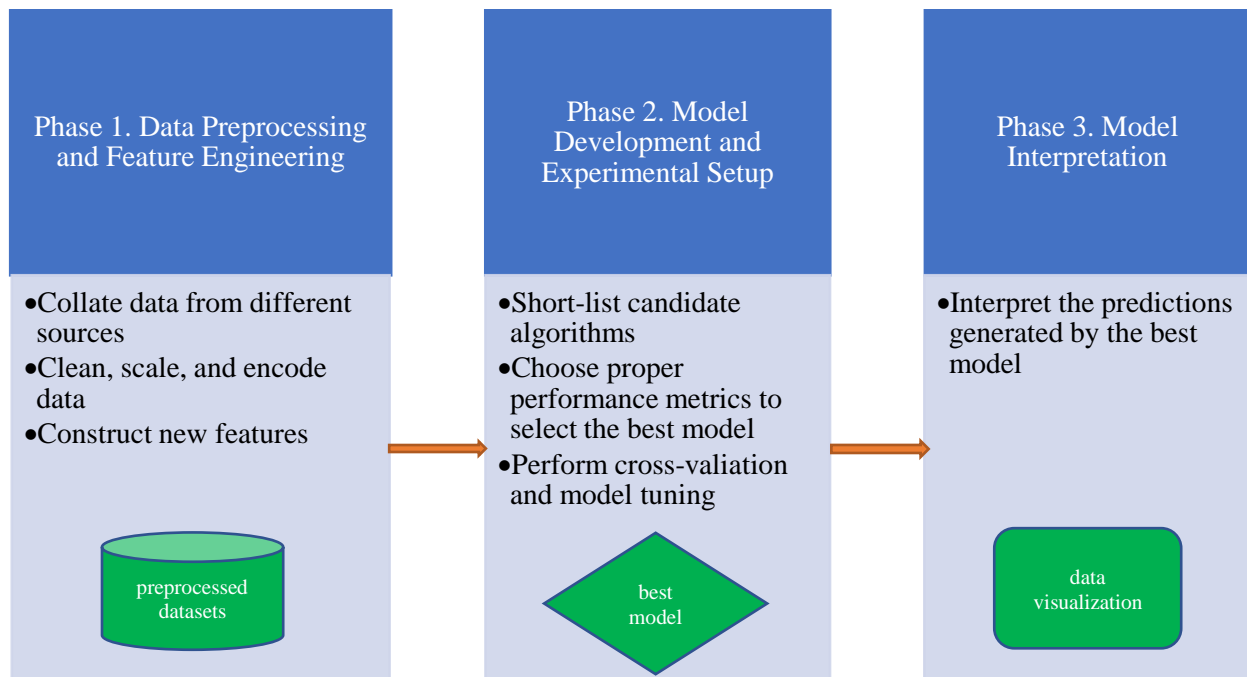 Phase 1. Data Preprocessing
and Feature Engineering
•Collate data from different
sources
•Clean, scale, and encode
data
•Construct new features
preprocessed
datasets
Phase 2. Model
Development and
Experimental Setup
•Short-list candidate
algorithms
•Choose proper
performance metrics to
select the best model
•Perform cross-valiation
and model tuning
best
model
Phase 3. Model
Interpretation
•Interpret the predictions
generated by the best
model
data
visualization